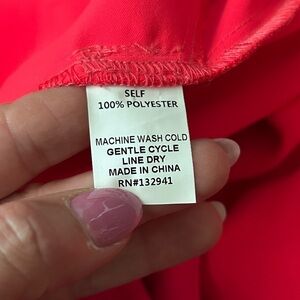 SELF
100% POLYESTER
MACHINE WASH COLD
GENTLE CYCLE
LINE DRY
MADE IN CHINA
RN#132941